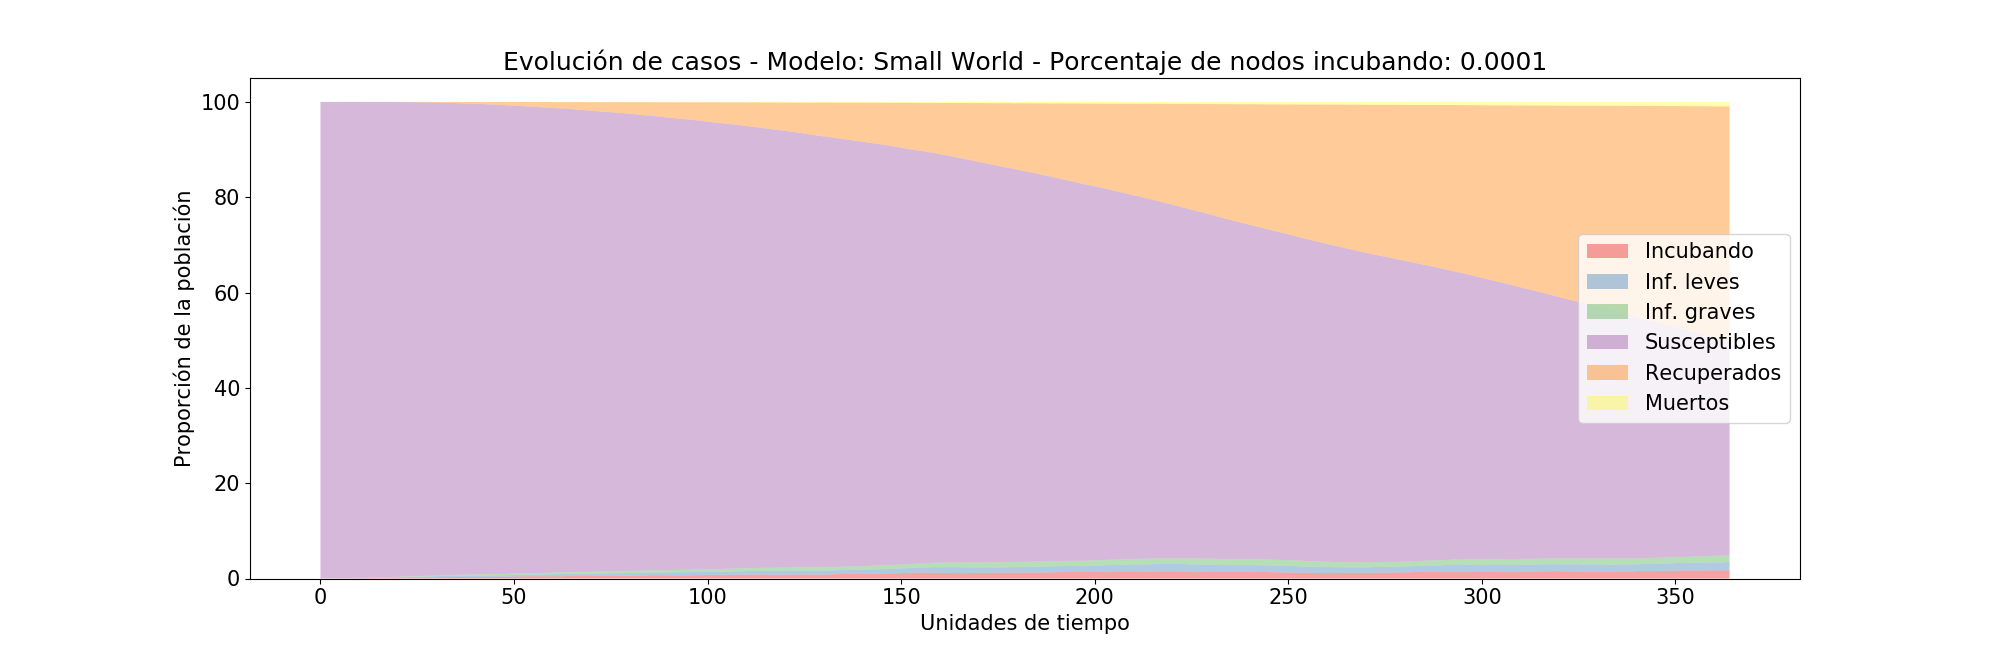 Evolución de casos - Modelo: Small World - Porcentaje de nodos incubando: 0.0001
Proporción de la población
100
80
60
40
20
0
Incubando
Inf. leves
Inf. graves
Susceptibles
Recuperados
Muertos
0 50 100 150 200 250 300 350
Unidades de tiempo